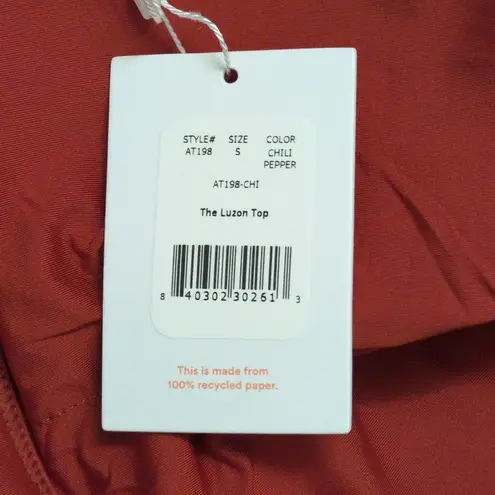 STYLE# SIZE COLOR
AT198 S CHILI
PEPPER
AT198-CHI
The Luzon Top
8 40302 30261 3
This is made from
100% recycled paper.